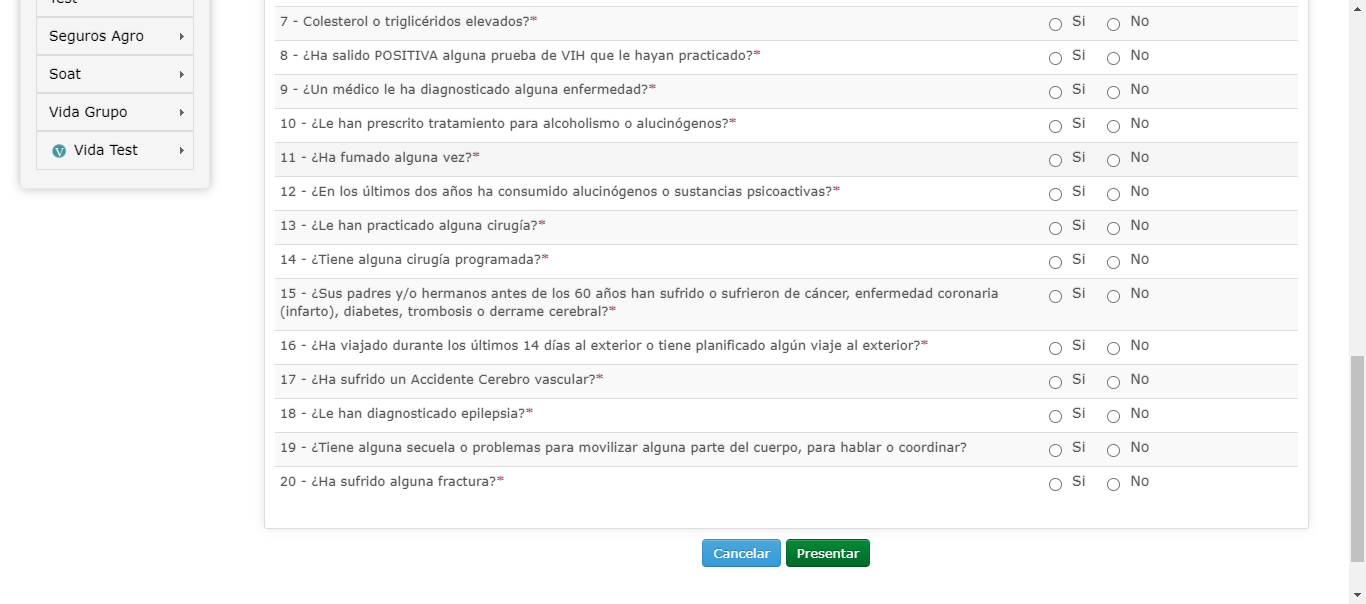 Test
Seguros Agro
Soat
Vida Grupo
V Vida Test
7 - Colesterol o triglicéridos elevados?* Si No
8 - ¿Ha salido POSITIVA alguna prueba de VIH que le hayan practicado?* Si No
9 - ¿Un médico le ha diagnosticado alguna enfermedad?* Si No
10 - ¿Le han prescrito tratamiento para alcoholismo o alucinógenos?* Si No
11 - ¿Ha fumado alguna vez?* Si No
12 - ¿En los últimos dos años ha consumido alucinógenos o sustancias psicoactivas?* Si No
13 - ¿Le han practicado alguna cirugía?* Si No
14 - ¿Tiene alguna cirugía programada?* Si No
15 - ¿Sus padres y/o hermanos antes de los 60 años han sufrido o sufrieron de cáncer, enfermedad coronaria Si No
(infarto), diabetes, trombosis o derrame cerebral?*
16 - ¿Ha viajado durante los últimos 14 días al exterior o tiene planificado algún viaje al exterior?* Si No
17 - ¿Ha sufrido un Accidente Cerebro vascular?* Si No
18 - ¿Le han diagnosticado epilepsia?* Si No
19 - ¿Tiene alguna secuela o problemas para movilizar alguna parte del cuerpo, para hablar o coordinar? Si No
20 - ¿Ha sufrido alguna fractura?* Si No
Cancelar Presentar